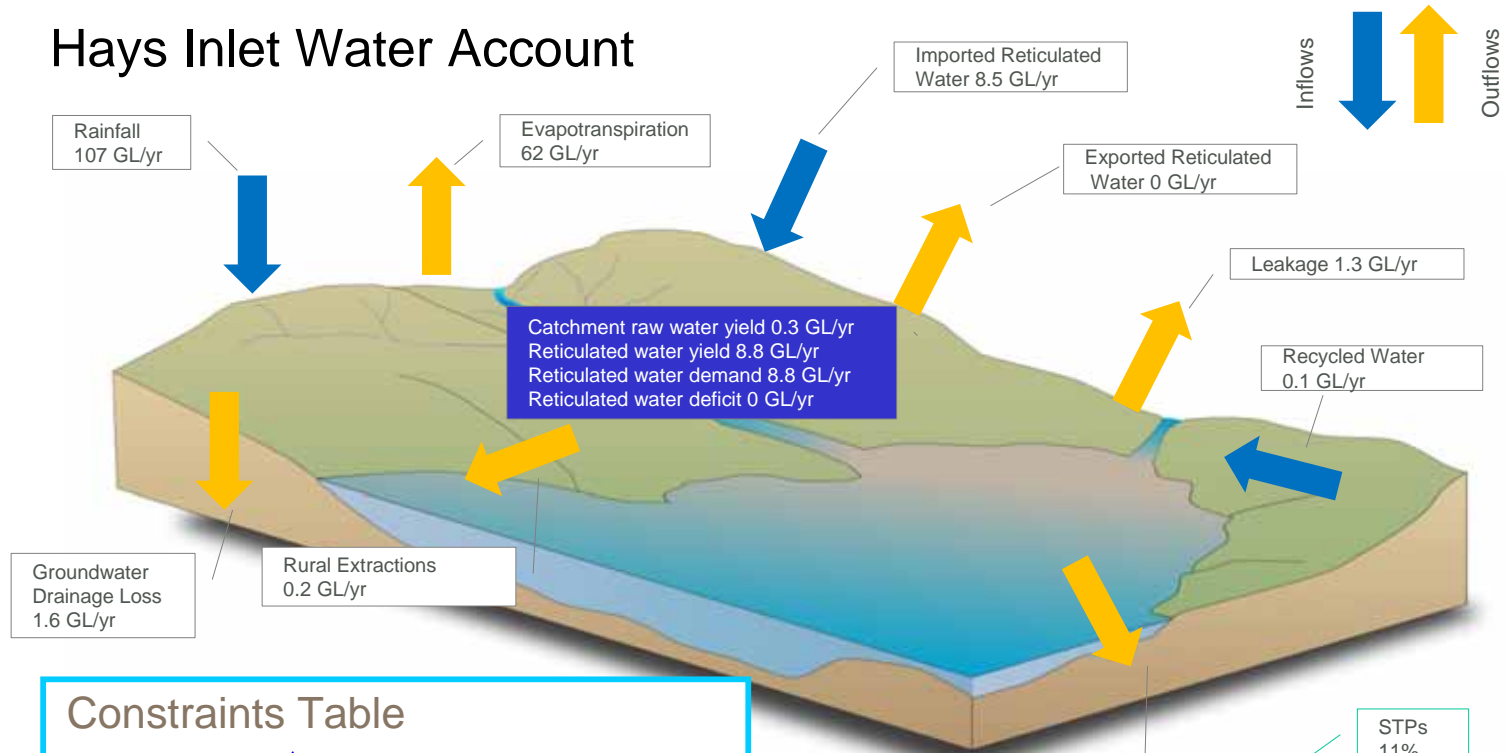 Hays Inlet Water Account
Inflows
Outflows
Imported Reticulated
Water 8.5 GL/yr
Rainfall
107 GL/yr
Evapotranspiration
62 GL/yr
Exported Reticulated
Water 0 GL/yr
Leakage 1.3 GL/yr
Catchment raw water yield 0.3 GL/yr
Reticulated water yield 8.8 GL/yr
Reticulated water demand 8.8 GL/yr
Reticulated water deficit 0 GL/yr
Recycled Water
0.1 GL/yr
Groundwater
Drainage Loss
1.6 GL/yr
Rural Extractions
0.2 GL/yr
Constraints Table
STPs
11%